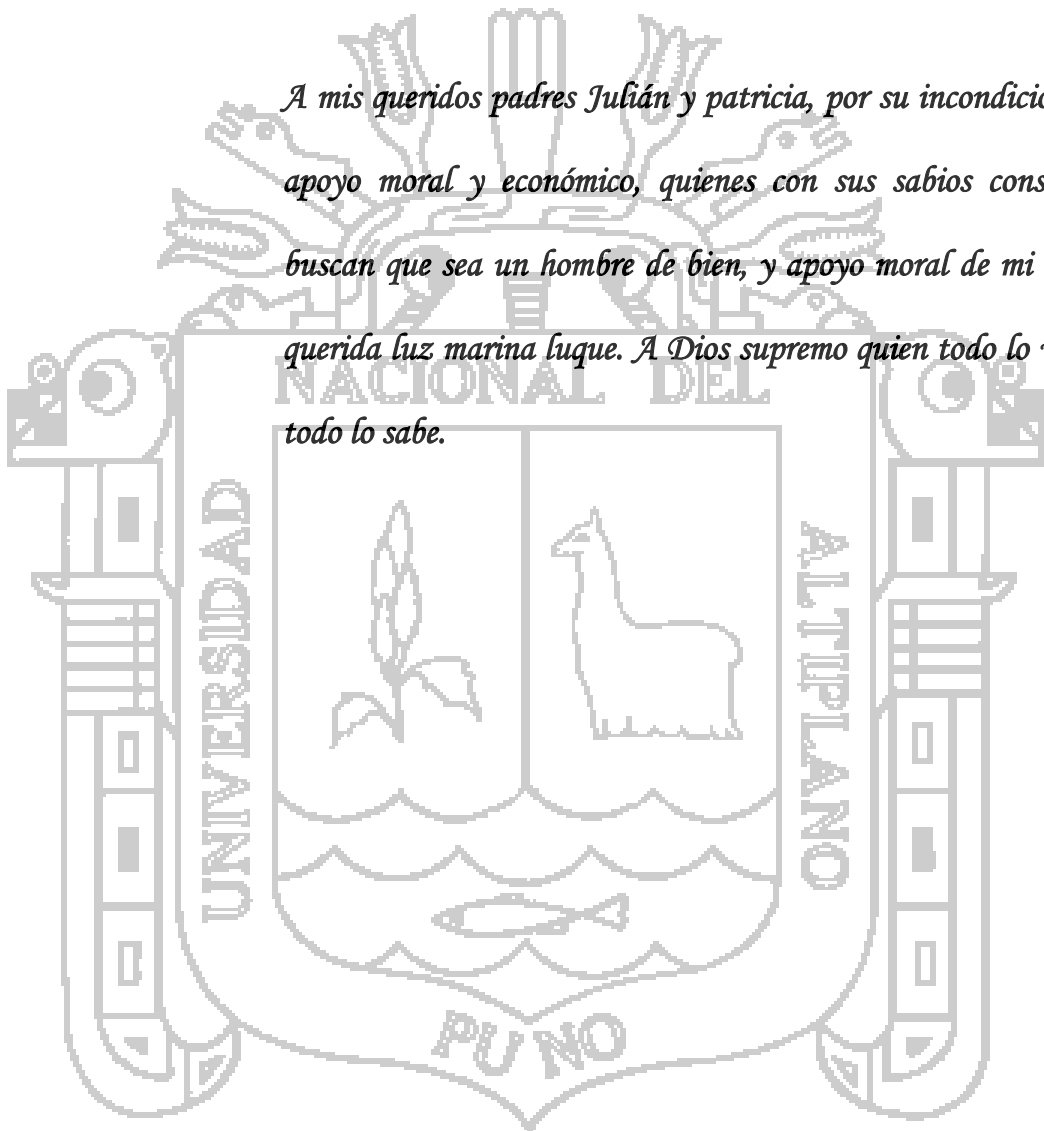 A mis queridos padres Julián y patricia, por su
apoyo moral y económico, quienes con sus sabios
buscan que sea un hombre de bien, y apoyo moral de mi
querida luz marina luque. A Dios supremo quien todo lo
todo lo sabe.
NACIONAL DEL
UNIVERSIDAD
ALTIPLANO
PUNO